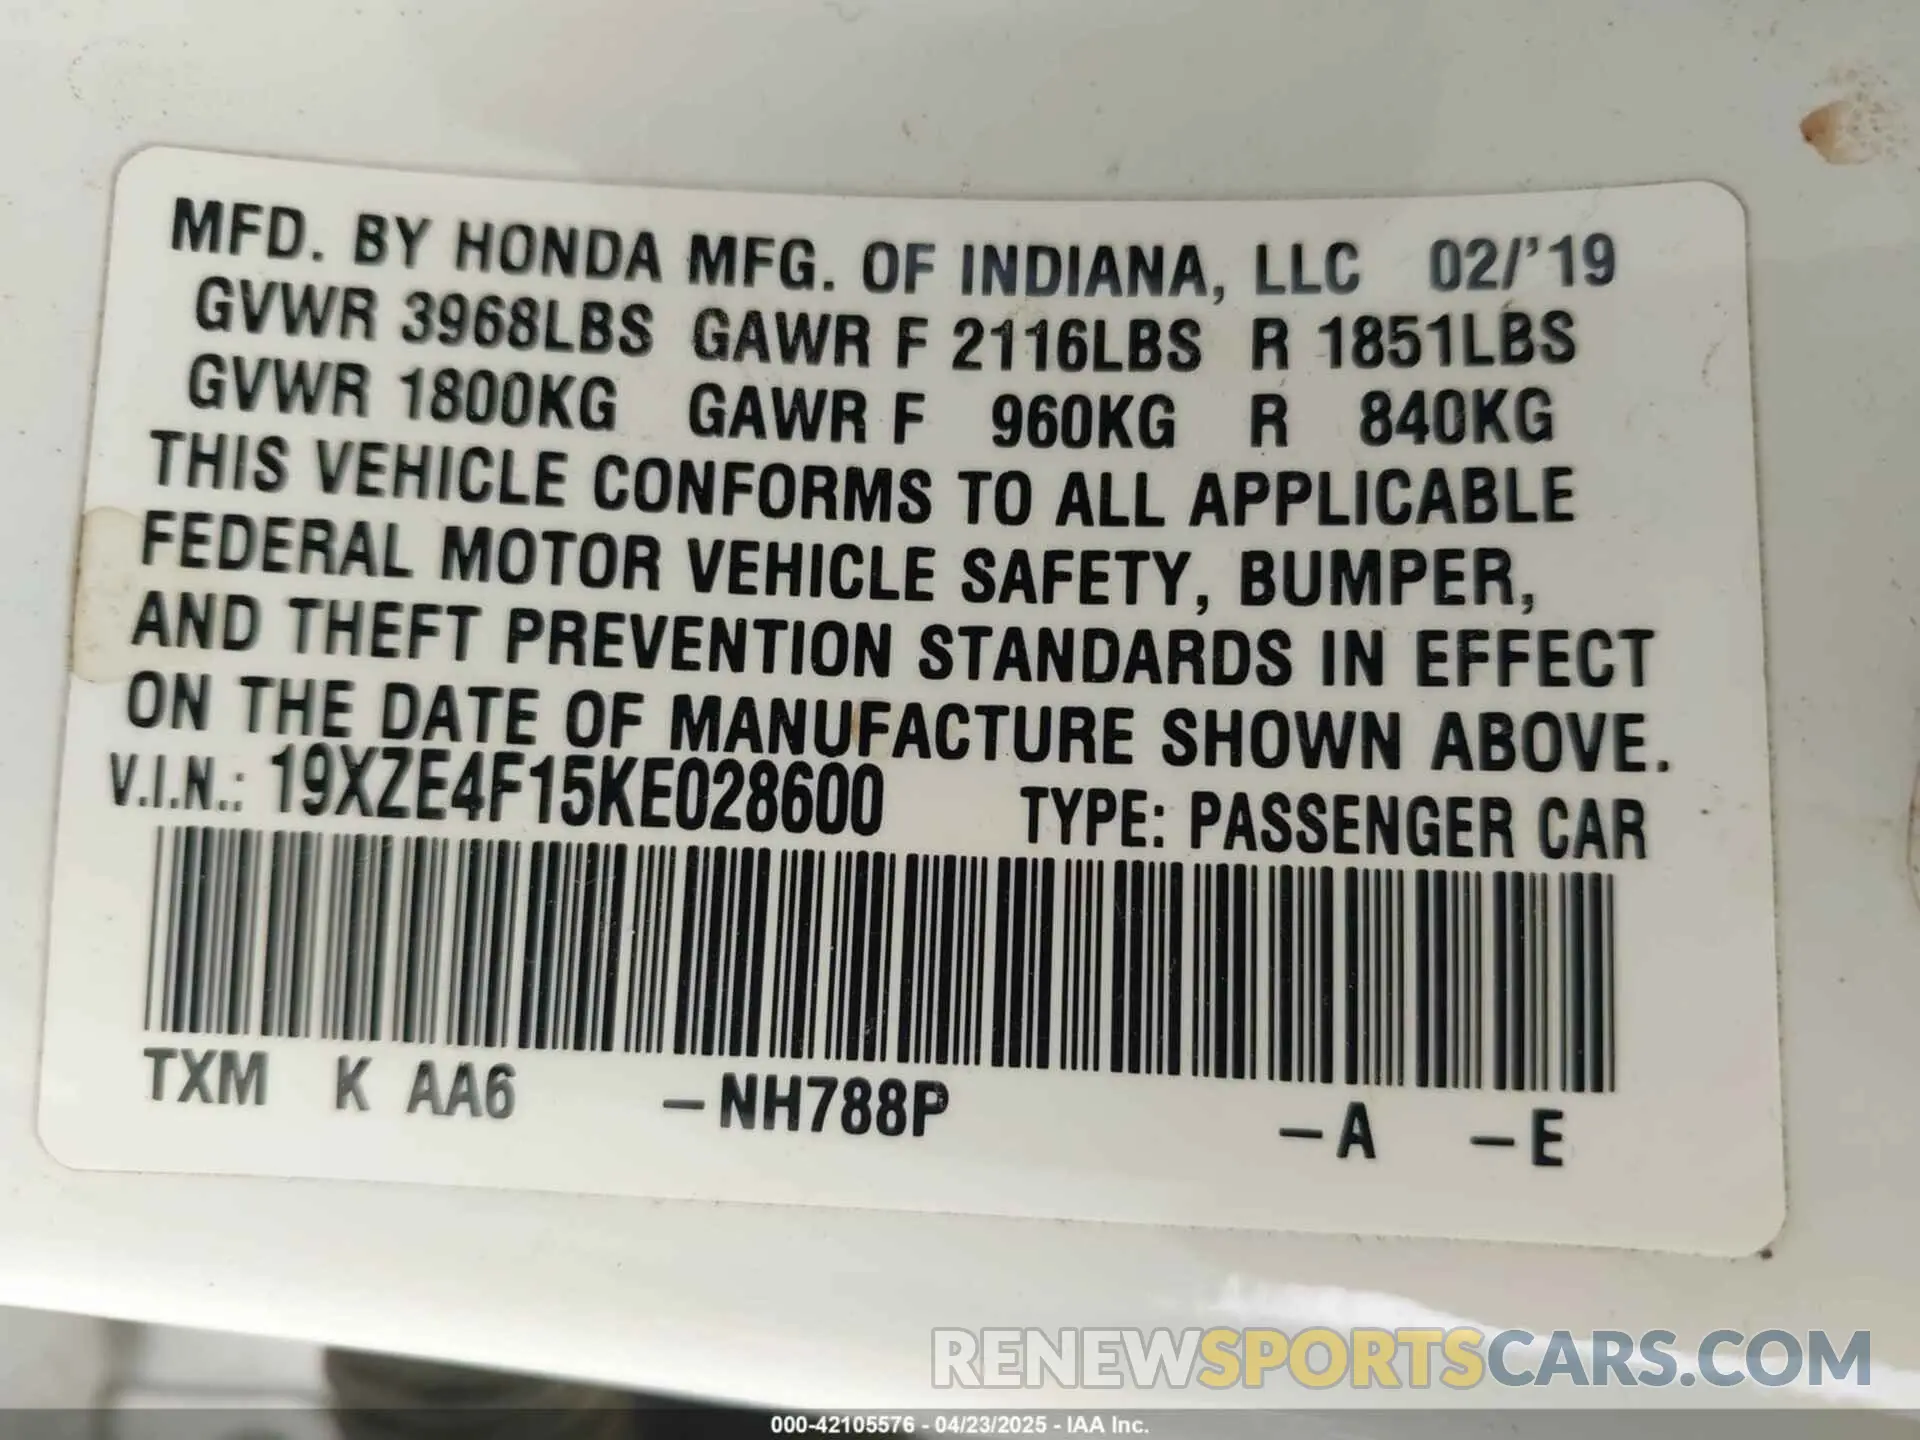 MFD. BY HONDA MFG. OF INDIANA, LLC 02/'19
GVWR 3968LBS GAWR F 2116LBS R 1851LBS
GVWR 1800KG GAWR F 960KG R 840KG
THIS VEHICLE CONFORMS TO ALL APPLICABLE
FEDERAL MOTOR VEHICLE SAFETY, BUMPER,
AND THEFT PREVENTION STANDARDS IN EFFECT
ON THE DATE OF MANUFACTURE SHOWN ABOVE.
V.I.N.: 19XZE4F15KE028600 TYPE: PASSENGER CAR
TXM K AA6 –NH788P –A –E
RENEWSPORTSCARS.COM
000-42105576 - 04/23/2025 - IAA Inc.